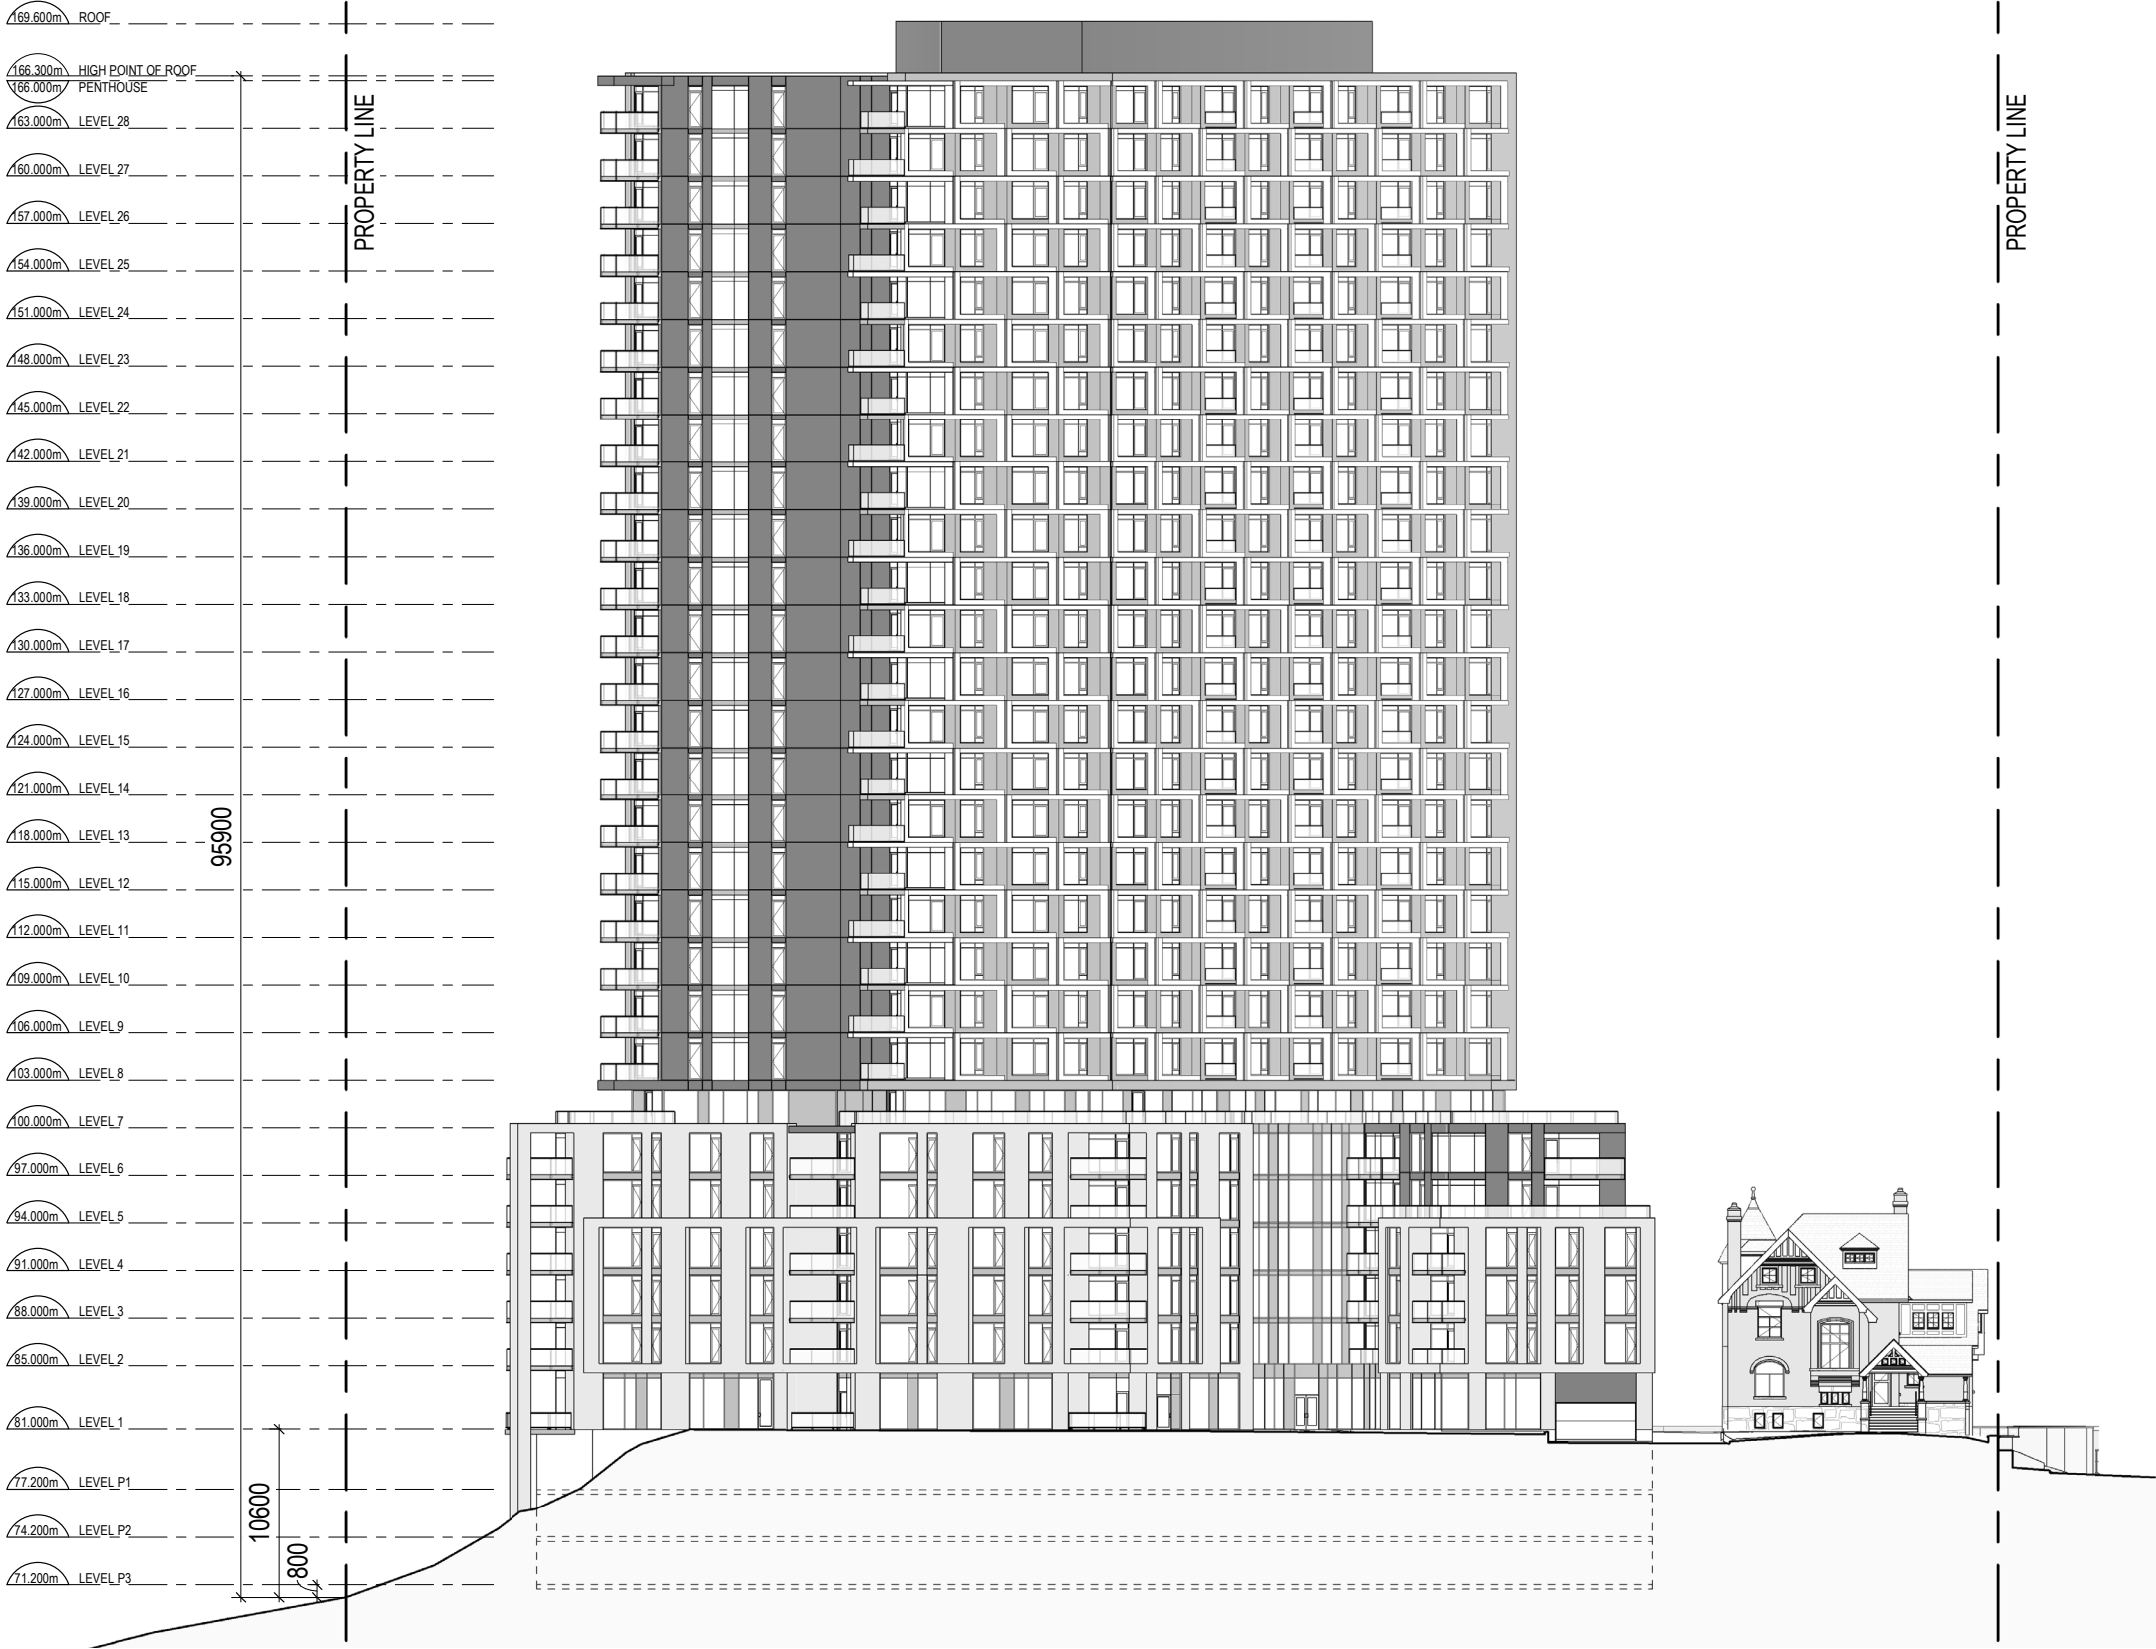 169.600m ROOF
166.300m HIGH POINT OF ROOF
166.000m PENTHOUSE
163.000m LEVEL 28
160.000m LEVEL 27
157.000m LEVEL 26
154.000m LEVEL 25
151.000m LEVEL 24
148.000m LEVEL 23
145.000m LEVEL 22
142.000m LEVEL 21
139.000m LEVEL 20
136.000m LEVEL 19
133.000m LEVEL 18
130.000m LEVEL 17
127.000m LEVEL 16
124.000m LEVEL 15
121.000m LEVEL 14
118.000m LEVEL 13
115.000m LEVEL 12
112.000m LEVEL 11
109.000m LEVEL 10
106.000m LEVEL 9
103.000m LEVEL 8
100.000m LEVEL 7
97.000m LEVEL 6
94.000m LEVEL 5
91.000m LEVEL 4
88.000m LEVEL 3
85.000m LEVEL 2
81.000m LEVEL 1
77.200m LEVEL P1
74.200m LEVEL P2
71.200m LEVEL P3
95900
10600
800
PROPERTY LINE
PROPERTY LINE